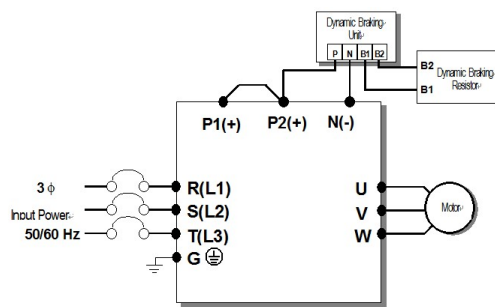 Dynamic Braking
Unit
P N B1 B2
B2
B1
Dynamic Braking
Resistor
P1(+) P2(+) N(-)
3 ϕ
Input Power
50/60 Hz
R(L1)
S(L2)
T(L3)
G
U
V
W
Motor